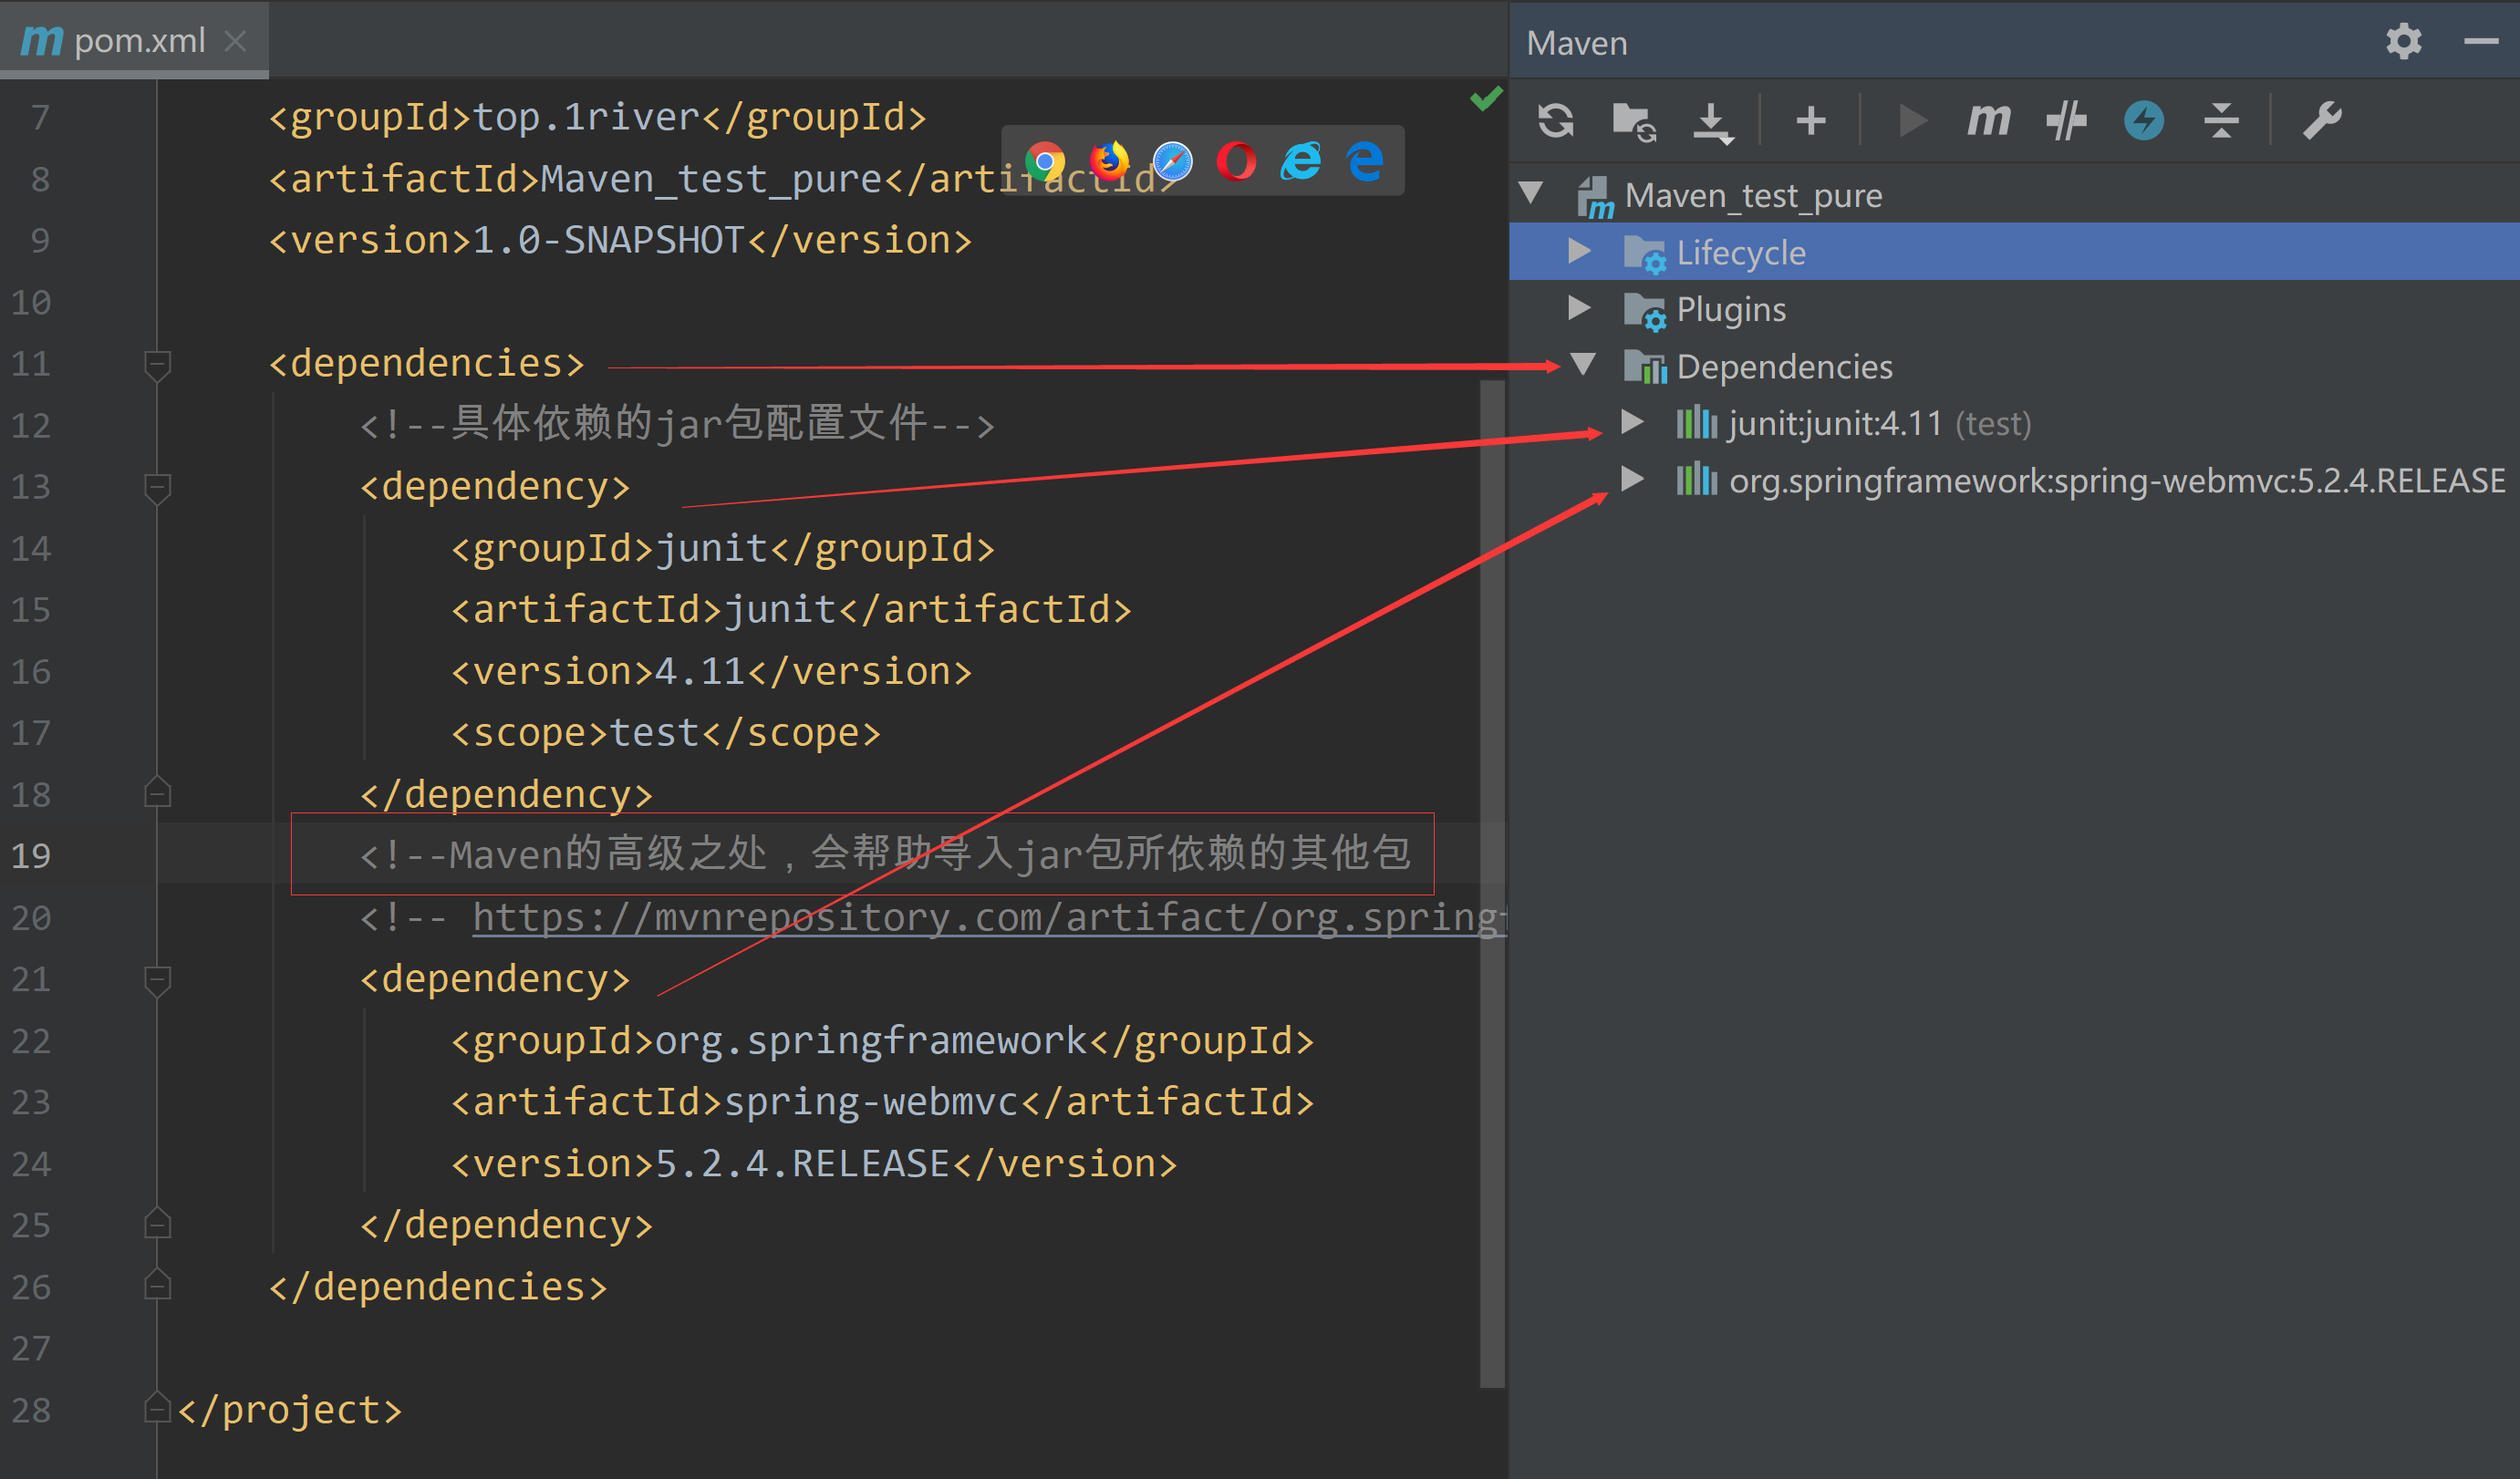 pom.xml
7 <groupId>top.1river</groupId>
8 <artifactId>Maven_test_pure</artifactId>
9 <version>1.0-SNAPSHOT</version>
10
11 <dependencies>
12 <!--具体依赖的jar包配置文件-->
13 <dependency>
14 <groupId>junit</groupId>
15 <artifactId>junit</artifactId>
16 <version>4.11</version>
17 <scope>test</scope>
18 </dependency>
19 <!--Maven的高级之处，会帮助导入jar包所依赖的其他包
20 <!-- https://mvnrepository.com/artifact/org.spring
21 <dependency>
22 <groupId>org.springframework</groupId>
23 <artifactId>spring-webmvc</artifactId>
24 <version>5.2.4.RELEASE</version>
25 </dependency>
26 </dependencies>
27
28 </project>
Maven
Maven_test_pure
Lifecycle
Plugins
Dependencies
junit:junit:4.11 (test)
org.springframework:spring-webmvc:5.2.4.RELEASE